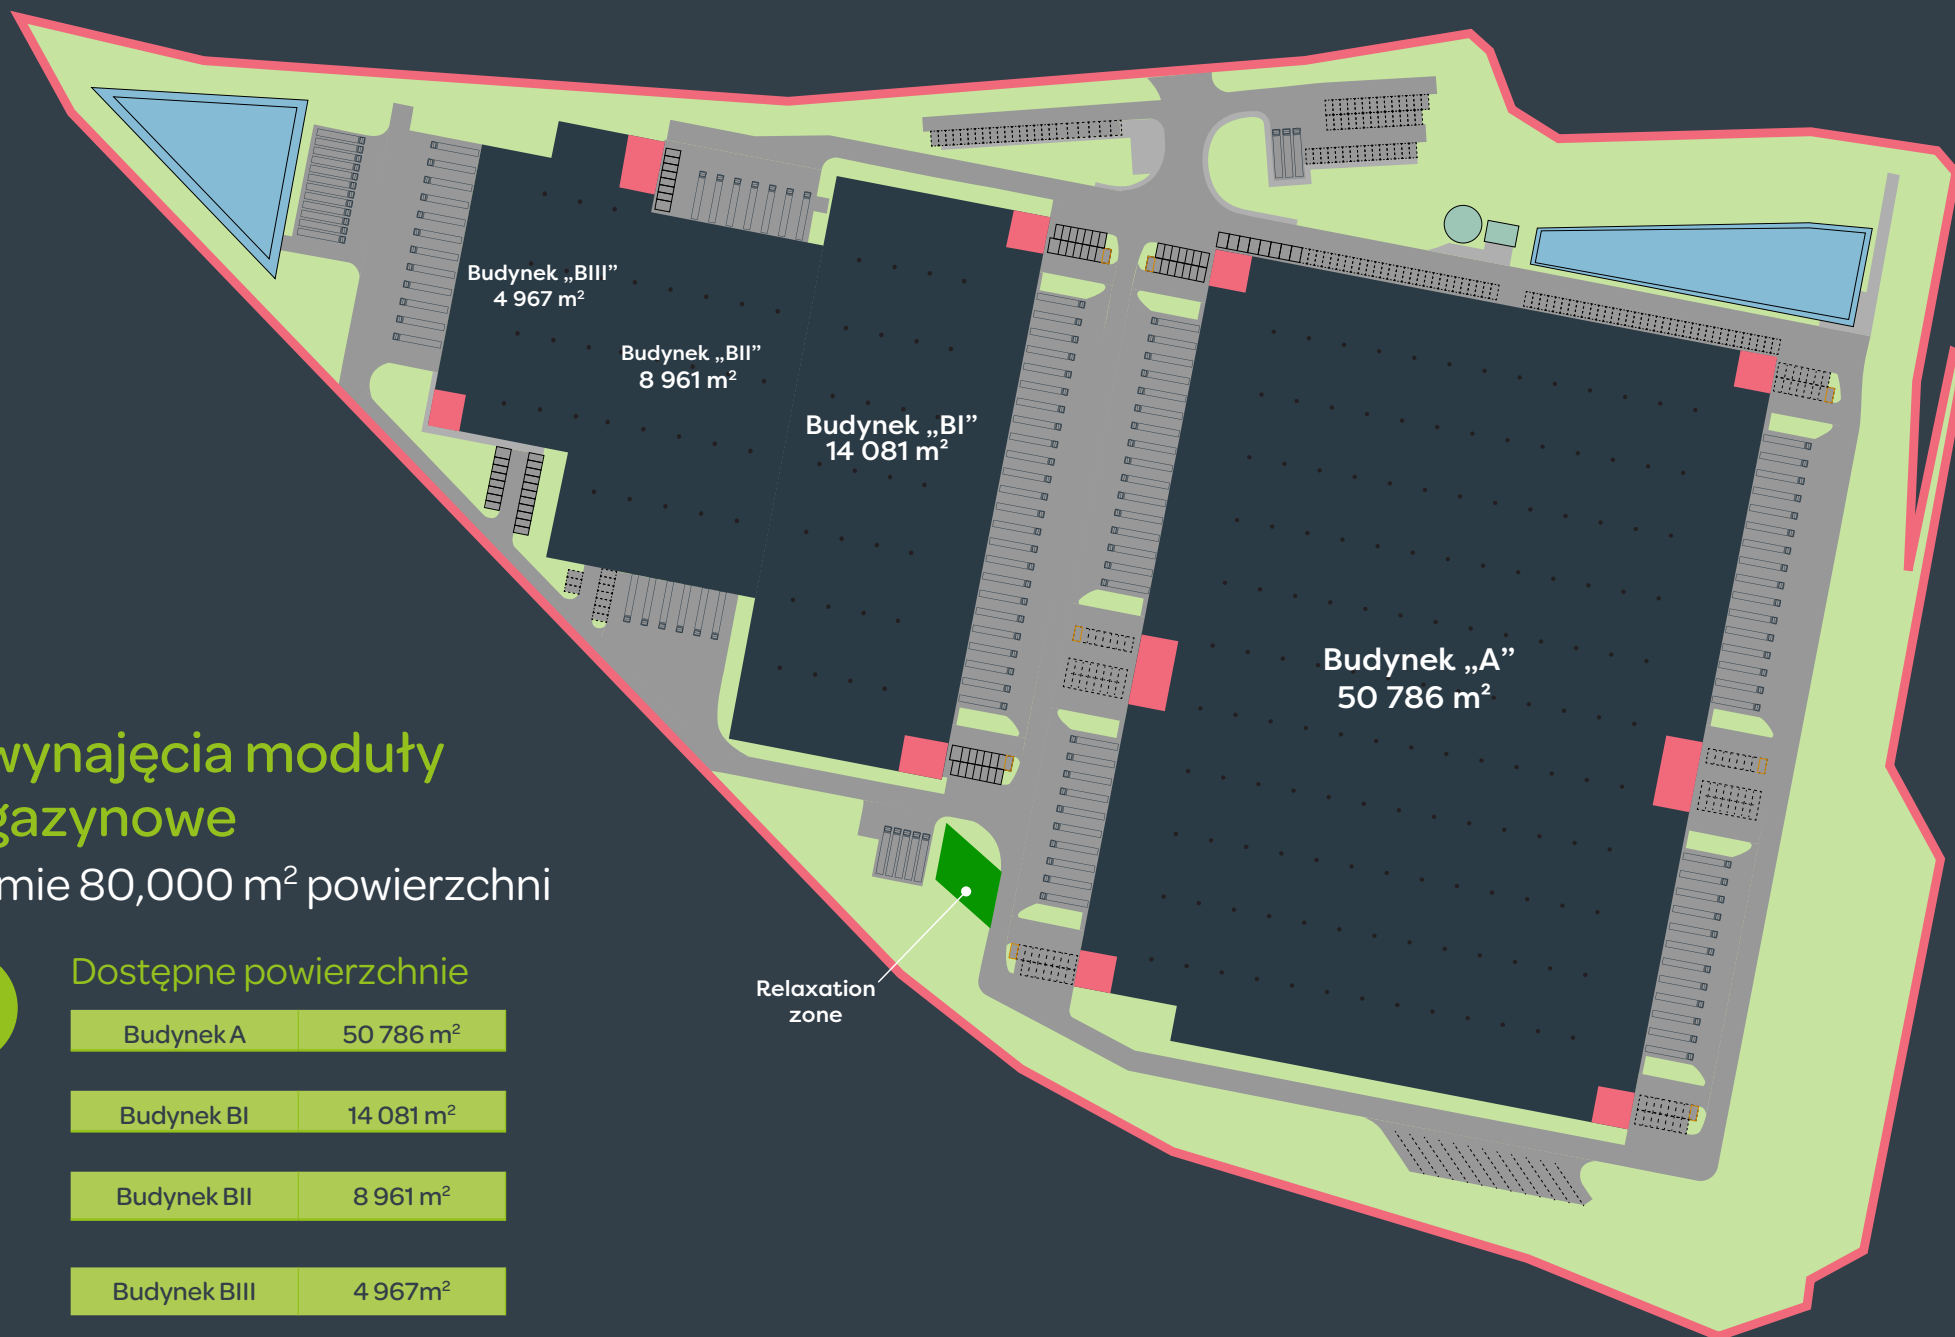 Budynek „BIII”
4 967 m²
Budynek „BII”
8 961 m²
Budynek „BI”
14 081 m²
Budynek „A”
50 786 m²
wynajęcia moduły
gazynowe
mie 80,000 m² powierzchni
Relaxation
zone
Dostępne powierzchnie
Budynek A 50 786 m²
Budynek BI 14 081 m²
Budynek BII 8 961 m²
Budynek BIII 4 967m²